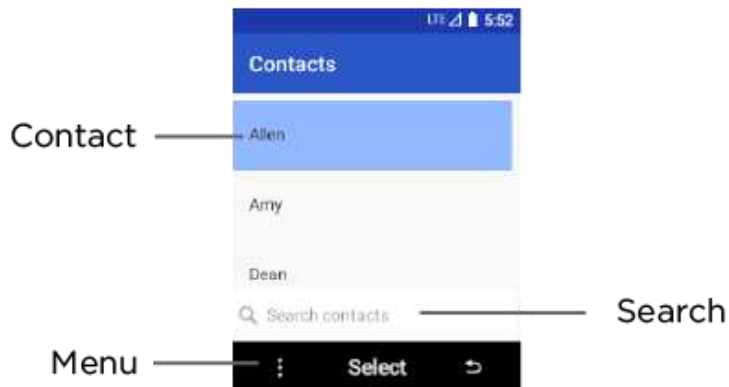 LTE 5:52
Contacts
Contact
Allen
Amy
Dean
Search contacts
Search
Menu
Select